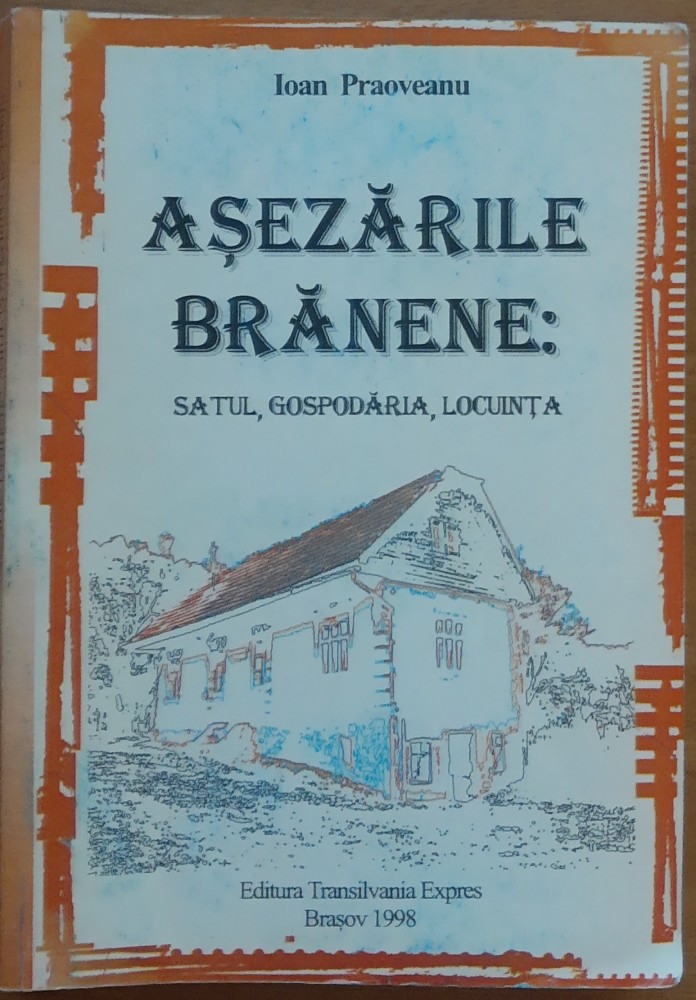 Ioan Praoveanu
AȘEZĂRILE
BRĂNENE:
SATUL, GOSPODĂRIA, LOCUINȚA
Editura Transilvania Expres
Brașov 1998